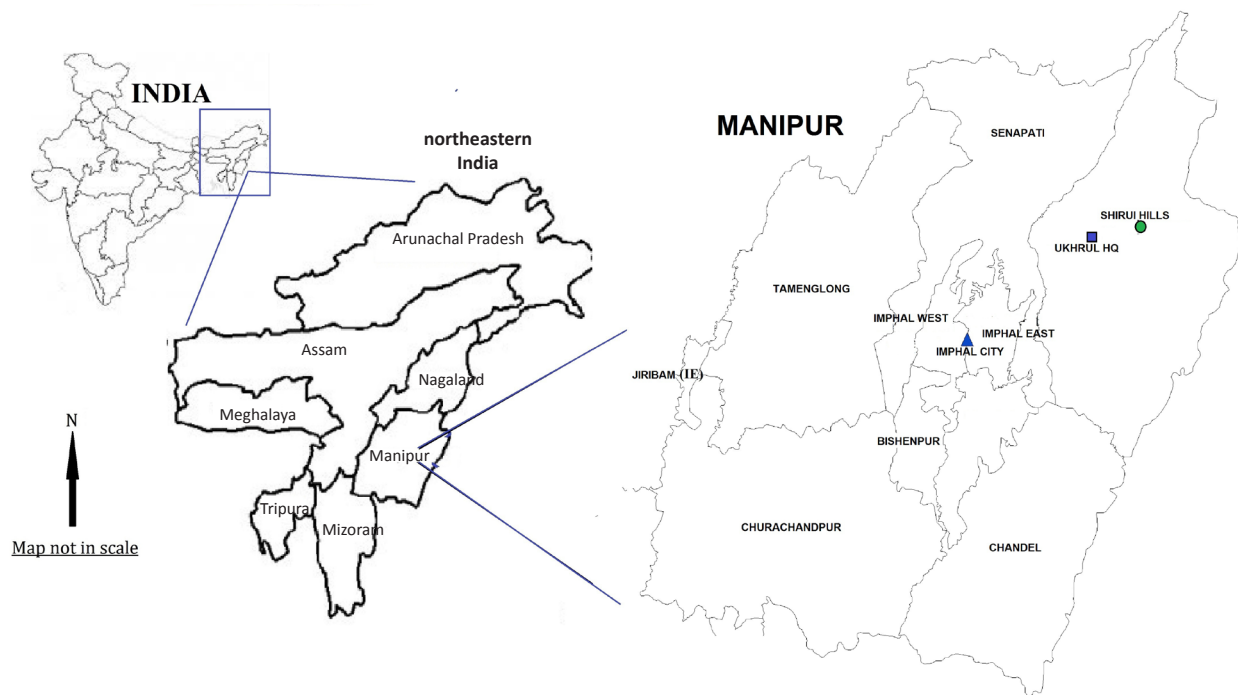 INDIA
northeastern
India
Arunachal Pradesh
Assam
Nagaland
Meghalaya
Manipur
Tripura
Mizoram
N
Map not in scale
MANIPUR
SENAPATI
SHIRUI HILLS
UKHRUL HQ
TAMENGLONG
IMPHAL WEST
IMPHAL EAST
IMPHAL CITY
JIRIBAM (IE)
BISHENPUR
CHURACHANDPUR
CHANDEL